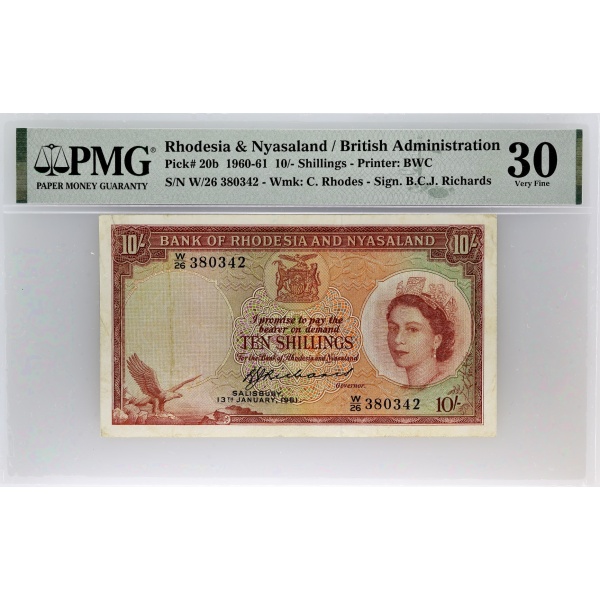 PMG
PAPER MONEY GUARANTY
Rhodesia & Nyasaland / British Administration
Pick# 20b 1960-61 10/- Shillings - Printer: BWC
S/N W/26 380342 - Wmk: C. Rhodes - Sign. B.C.J. Richards
30
Very Fine
10/- BANK OF RHODESIA AND NYASALAND 10/-
W/26 380342
I promise to pay the
bearer on demand
TEN SHILLINGS
For the Bank of Rhodesia and Nyasaland
BCJRichards
Governor.
SALISBURY,
13TH JANUARY, 1961.
W/26 380342
10/-